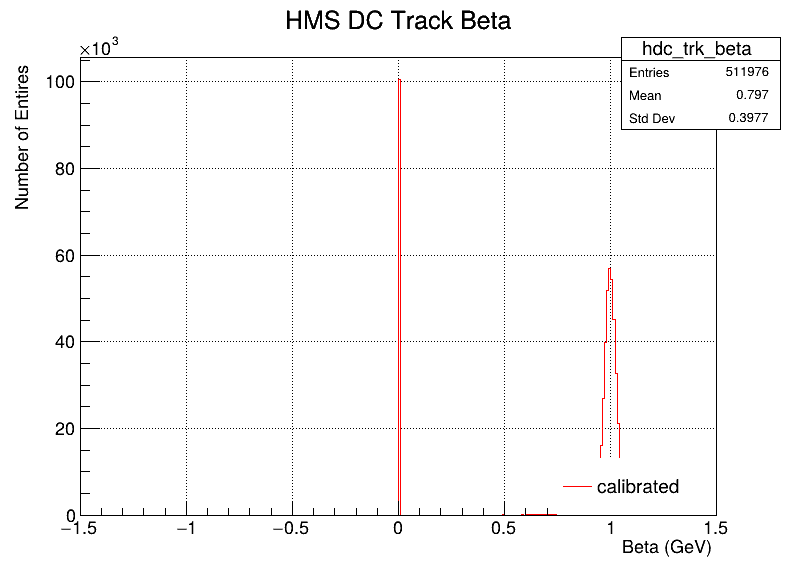 HMS DC Track Beta
×10³
hdc_trk_beta
Entries 511976
Mean 0.797
Std Dev 0.3977
Number of Entires
100
80
60
40
20
0
calibrated
−1.5 −1 −0.5 0 0.5 1 1.5
Beta (GeV)